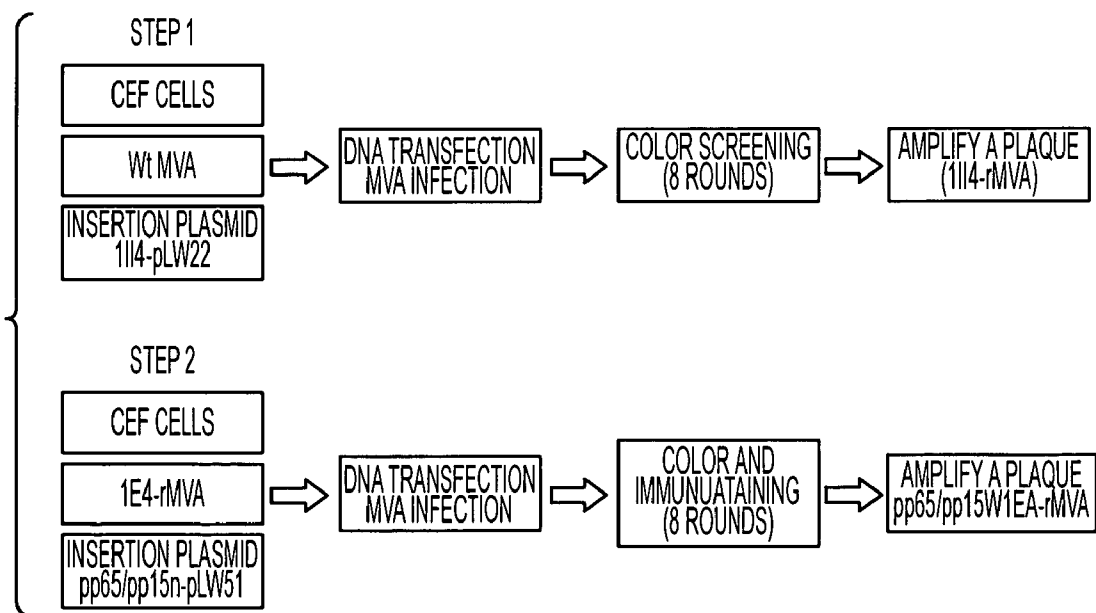 STEP 1
CEF CELLS
Wt MVA
INSERTION PLASMID
1II4-pLW22
DNA TRANSFECTION
MVA INFECTION
COLOR SCREENING
(8 ROUNDS)
AMPLIFY A PLAQUE
(1II4-rMVA)
STEP 2
CEF CELLS
1E4-rMVA
INSERTION PLASMID
pp65/pp15n-pLW51
DNA TRANSFECTION
MVA INFECTION
COLOR AND
IMMUNUATAINING
(8 ROUNDS)
AMPLIFY A PLAQUE
pp65/pp15W1EA-rMVA